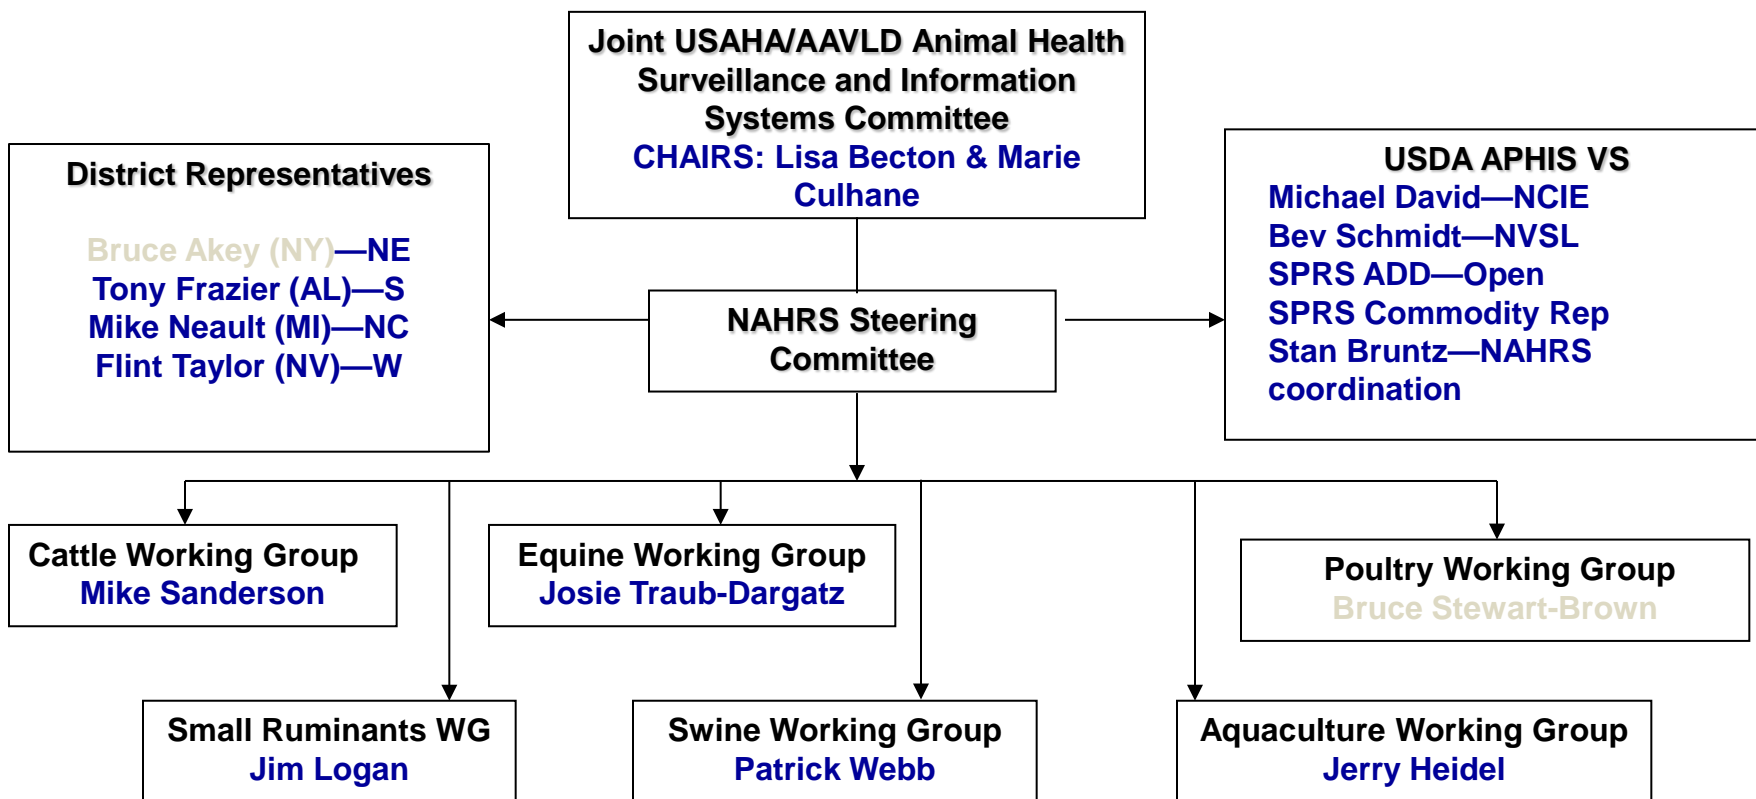 Joint USAHA/AAVLD Animal Health
Surveillance and Information
Systems Committee
CHAIRS: Lisa Becton & Marie
Culhane
District Representatives
Bruce Akey (NY)—NE
Tony Frazier (AL)—S
Mike Neault (MI)—NC
Flint Taylor (NV)—W
USDA APHIS VS
Michael David—NCIE
Bev Schmidt—NVSL
SPRS ADD—Open
SPRS Commodity Rep
Stan Bruntz—NAHRS
coordination
NAHRS Steering
Committee
Cattle Working Group
Mike Sanderson
Equine Working Group
Josie Traub-Dargatz
Poultry Working Group
Bruce Stewart-Brown
Small Ruminants WG
Jim Logan
Swine Working Group
Patrick Webb
Aquaculture Working Group
Jerry Heidel